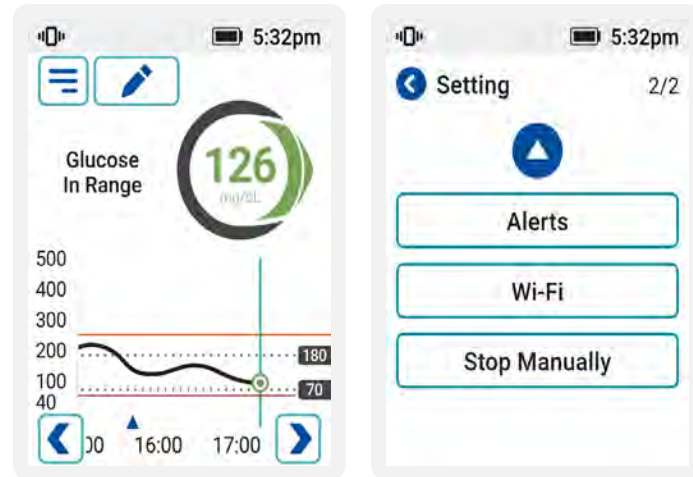 5:32pm
Glucose
In Range
126
mg/dL
500
400
300
200
180
100
70
40
00 16:00 17:00
5:32pm
Setting 2/2
Alerts
Wi-Fi
Stop Manually